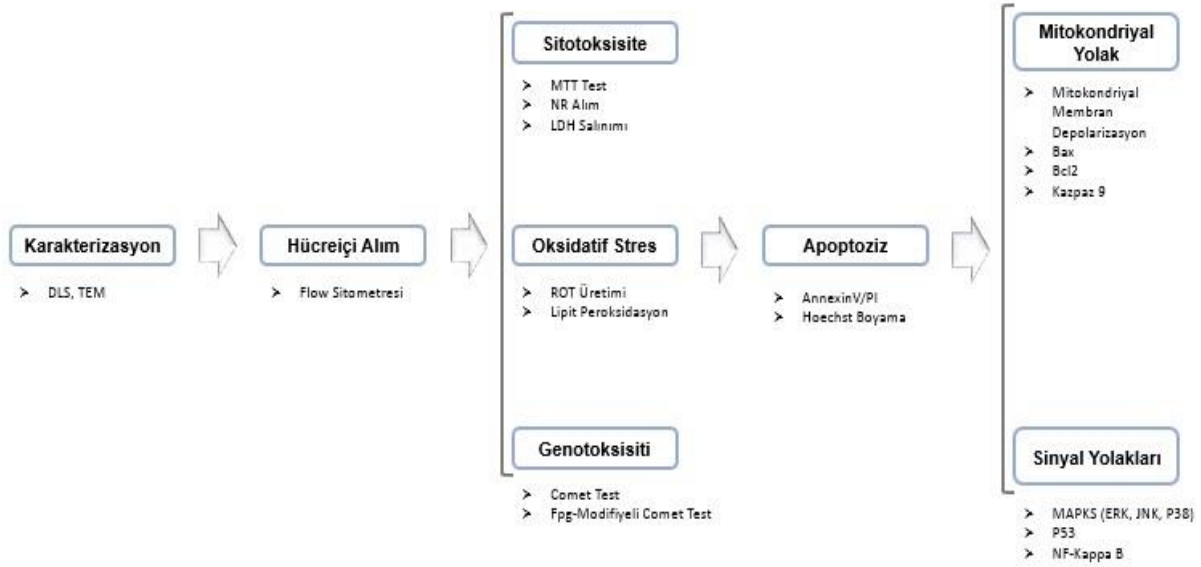 Karakterizasyon
➤ DLS, TEM
Hücreiçi Alım
➤ Flow Sitometresi
Sitotoksisite
➤ MTT Test
➤ NR Alım
➤ LDH Salınımı
Oksidatif Stres
➤ ROT Üretimi
➤ Lipit Peroksidasyon
Genotoksisiti
➤ Comet Test
➤ Fpg-Modifiyeli Comet Test
Apoptoziz
➤ AnnexinV/PI
➤ Hoechst Boyama
Mitokondriyal
Yolak
➤ Mitokondriyal
Membran
Depolarizasyon
➤ Bax
➤ Bcl2
➤ Kazpaz 9
Sinyal Yolakları
➤ MAPKS (ERK, JNK, P38)
➤ P53
➤ NF-Kappa B